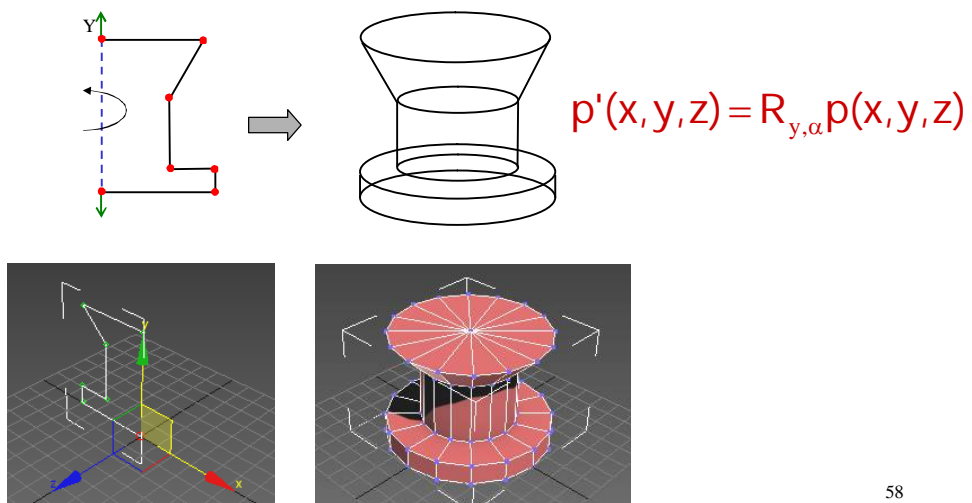 Y
p'(x,y,z) = R_{y,α} p(x,y,z)
y
z
x
58